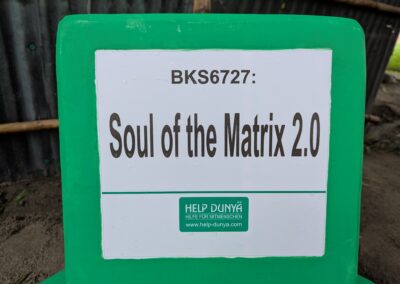 BKS6727:
Soul of the Matrix 2.0
HELP DUNYA
HILFE FÜR MITMENSCHEN
www.help-dunya.com